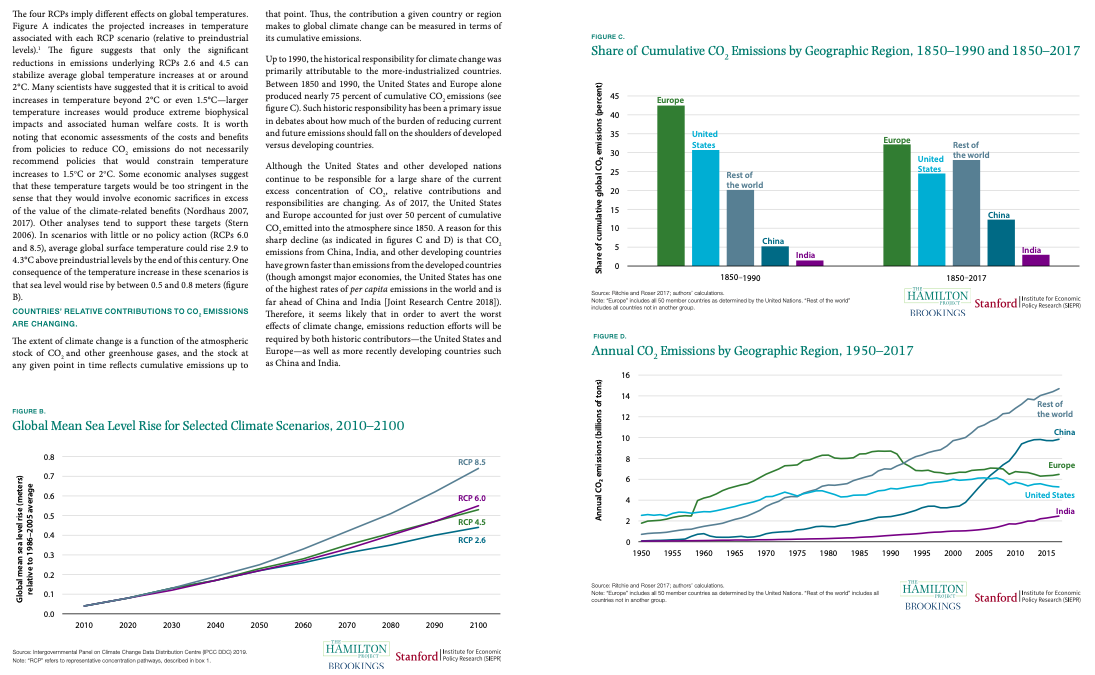 The four RCPs imply different effects on global temperatures.
Figure A indicates the projected increases in temperature
associated with each RCP scenario (relative to preindustrial
levels).¹ The figure suggests that only the significant
reductions in emissions underlying RCPs 2.6 and 4.5 can
stabilize average global temperature increases at or around
2°C. Many scientists have suggested that it is critical to avoid
increases in temperature beyond 2°C or even 1.5°C—larger
temperature increases would produce extreme biophysical
impacts and associated human welfare costs. It is worth
noting that economic assessments of the costs and benefits
from policies to reduce CO₂ emissions do not necessarily
recommend policies that would constrain temperature
increases to 1.5°C or 2°C. Some economic analyses suggest
that these temperature targets would be too stringent in the
sense that they would involve economic sacrifices in excess
of the value of the climate-related benefits (Nordhaus 2007,
2017). Other analyses tend to support these targets (Stern
2006). In scenarios with little or no policy action (RCPs 6.0
and 8.5), average global surface temperature could rise 2.9 to
4.3°C above preindustrial levels by the end of this century. One
consequence of the temperature increase in these scenarios is
that sea level would rise by between 0.5 and 0.8 meters (figure
B).
COUNTRIES' RELATIVE CONTRIBUTIONS TO CO₂ EMISSIONS
ARE CHANGING.
The extent of climate change is a function of the atmospheric
stock of CO₂ and other greenhouse gases, and the stock at
any given point in time reflects cumulative emissions up to
that point. Thus, the contribution a given country or region
makes to global climate change can be measured in terms of
its cumulative emissions.
Up to 1990, the historical responsibility for climate change was
primarily attributable to the more-industrialized countries.
Between 1850 and 1990, the United States and Europe alone
produced nearly 75 percent of cumulative CO₂ emissions (see
figure C). Such historic responsibility has been a primary issue
in debates about how much of the burden of reducing current
and future emissions should fall on the shoulders of developed
versus developing countries.
Although the United States and other developed nations
continue to be responsible for a large share of the current
excess concentration of CO₂, relative contributions and
responsibilities are changing. As of 2017, the United States
and Europe accounted for just over 50 percent of cumulative
CO₂ emitted into the atmosphere since 1850. A reason for this
sharp decline (as indicated in figures C and D) is that CO₂
emissions from China, India, and other developing countries
have grown faster than emissions from the developed countries
(though amongst major economies, the United States has one
of the highest rates of per capita emissions in the world and is
far ahead of China and India [Joint Research Centre 2018]).
Therefore, it seems likely that in order to avert the worst
effects of climate change, emissions reduction efforts will be
required by both historic contributors—the United States and
Europe—as well as more recently developing countries such
as China and India.
FIGURE B.
Global Mean Sea Level Rise for Selected Climate Scenarios, 2010–2100
Global mean sea level rise (meters)
relative to 1986–2005 average
0.8
0.7
0.6
0.5
0.4
0.3
0.2
0.1
0.0
RCP 8.5
RCP 6.0
RCP 4.5
RCP 2.6
2010 2020 2030 2040 2050 2060 2070 2080 2090 2100
Source: Intergovernmental Panel on Climate Change Data Distribution Centre (IPCC DDC) 2019.
Note: "RCP" refers to representative concentration pathways, described in box 1.
THE
HAMILTON
PROJECT
BROOKINGS
Stanford Institute for Economic
Policy Research (SIEPR)
FIGURE C.
Share of Cumulative CO₂ Emissions by Geographic Region, 1850–1990 and 1850–2017
Share of cumulative global CO₂ emissions (percent)
45
40
35
30
25
20
15
10
5
0
Europe
United
States
Rest of
the world
China
India
Europe
United
States
Rest of
the world
China
India
1850–1990 1850–2017
Source: Ritchie and Roser 2017; authors' calculations.
Note: "Europe" includes all 50 member countries as determined by the United Nations. "Rest of the world"
includes all countries not in another group.
THE
HAMILTON
PROJECT
BROOKINGS
Stanford Institute for Economic
Policy Research (SIEPR)
FIGURE D.
Annual CO₂ Emissions by Geographic Region, 1950–2017
Annual CO₂ emissions (billions of tons)
16
14
12
10
8
6
4
2
0
Rest of
the world
China
Europe
United States
India
1950 1955 1960 1965 1970 1975 1980 1985 1990 1995 2000 2005 2010 2015
Source: Ritchie and Roser 2017; authors' calculations.
Note: "Europe" includes all 50 member countries as determined by the United Nations. "Rest of the world" includes all
countries not in another group.
THE
HAMILTON
PROJECT
BROOKINGS
Stanford Institute for Economic
Policy Research (SIEPR)